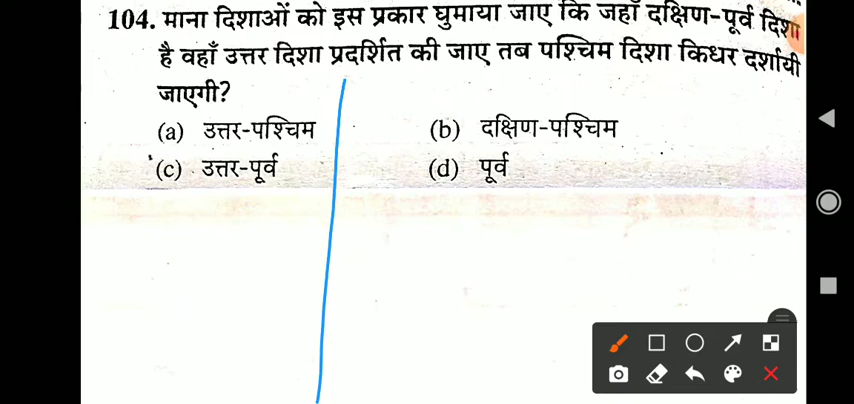 104. माना दिशाओं को इस प्रकार घुमाया जाए कि जहाँ दक्षिण-पूर्व दिशा
है वहाँ उत्तर दिशा प्रदर्शित की जाए तब पश्चिम दिशा किधर दर्शायी
जाएगी?
(a) उत्तर-पश्चिम (b) दक्षिण-पश्चिम
(c) उत्तर-पूर्व (d) पूर्व